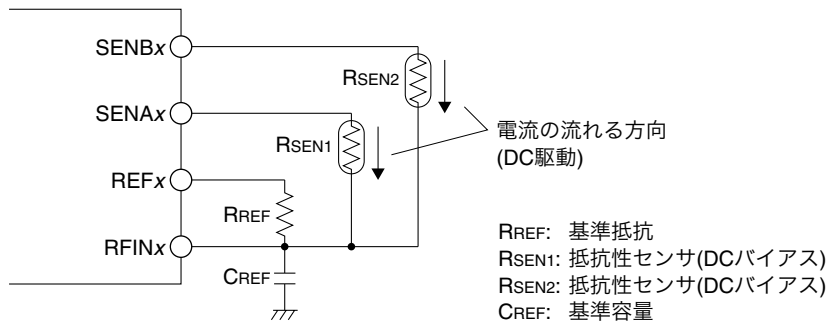 SENBx
RSEN2
SENAx
RSEN1
電流の流れる方向
(DC駆動)
REFx
RREF
RFINx
CREF
RREF: 基準抵抗
RSEN1: 抵抗性センサ(DCバイアス)
RSEN2: 抵抗性センサ(DCバイアス)
CREF: 基準容量